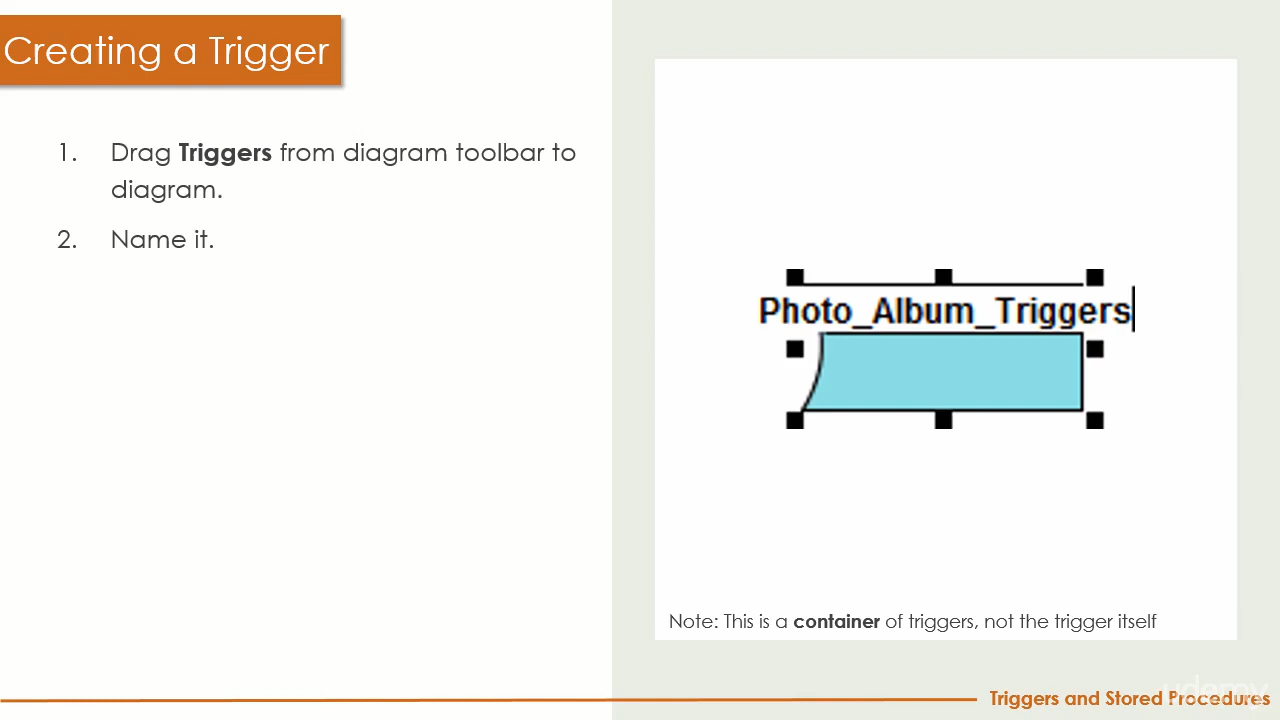 Creating a Trigger
1. Drag Triggers from diagram toolbar to
diagram.
2. Name it.
Photo_Album_Triggers
Note: This is a container of triggers, not the trigger itself
Triggers and Stored Procedures
udemy